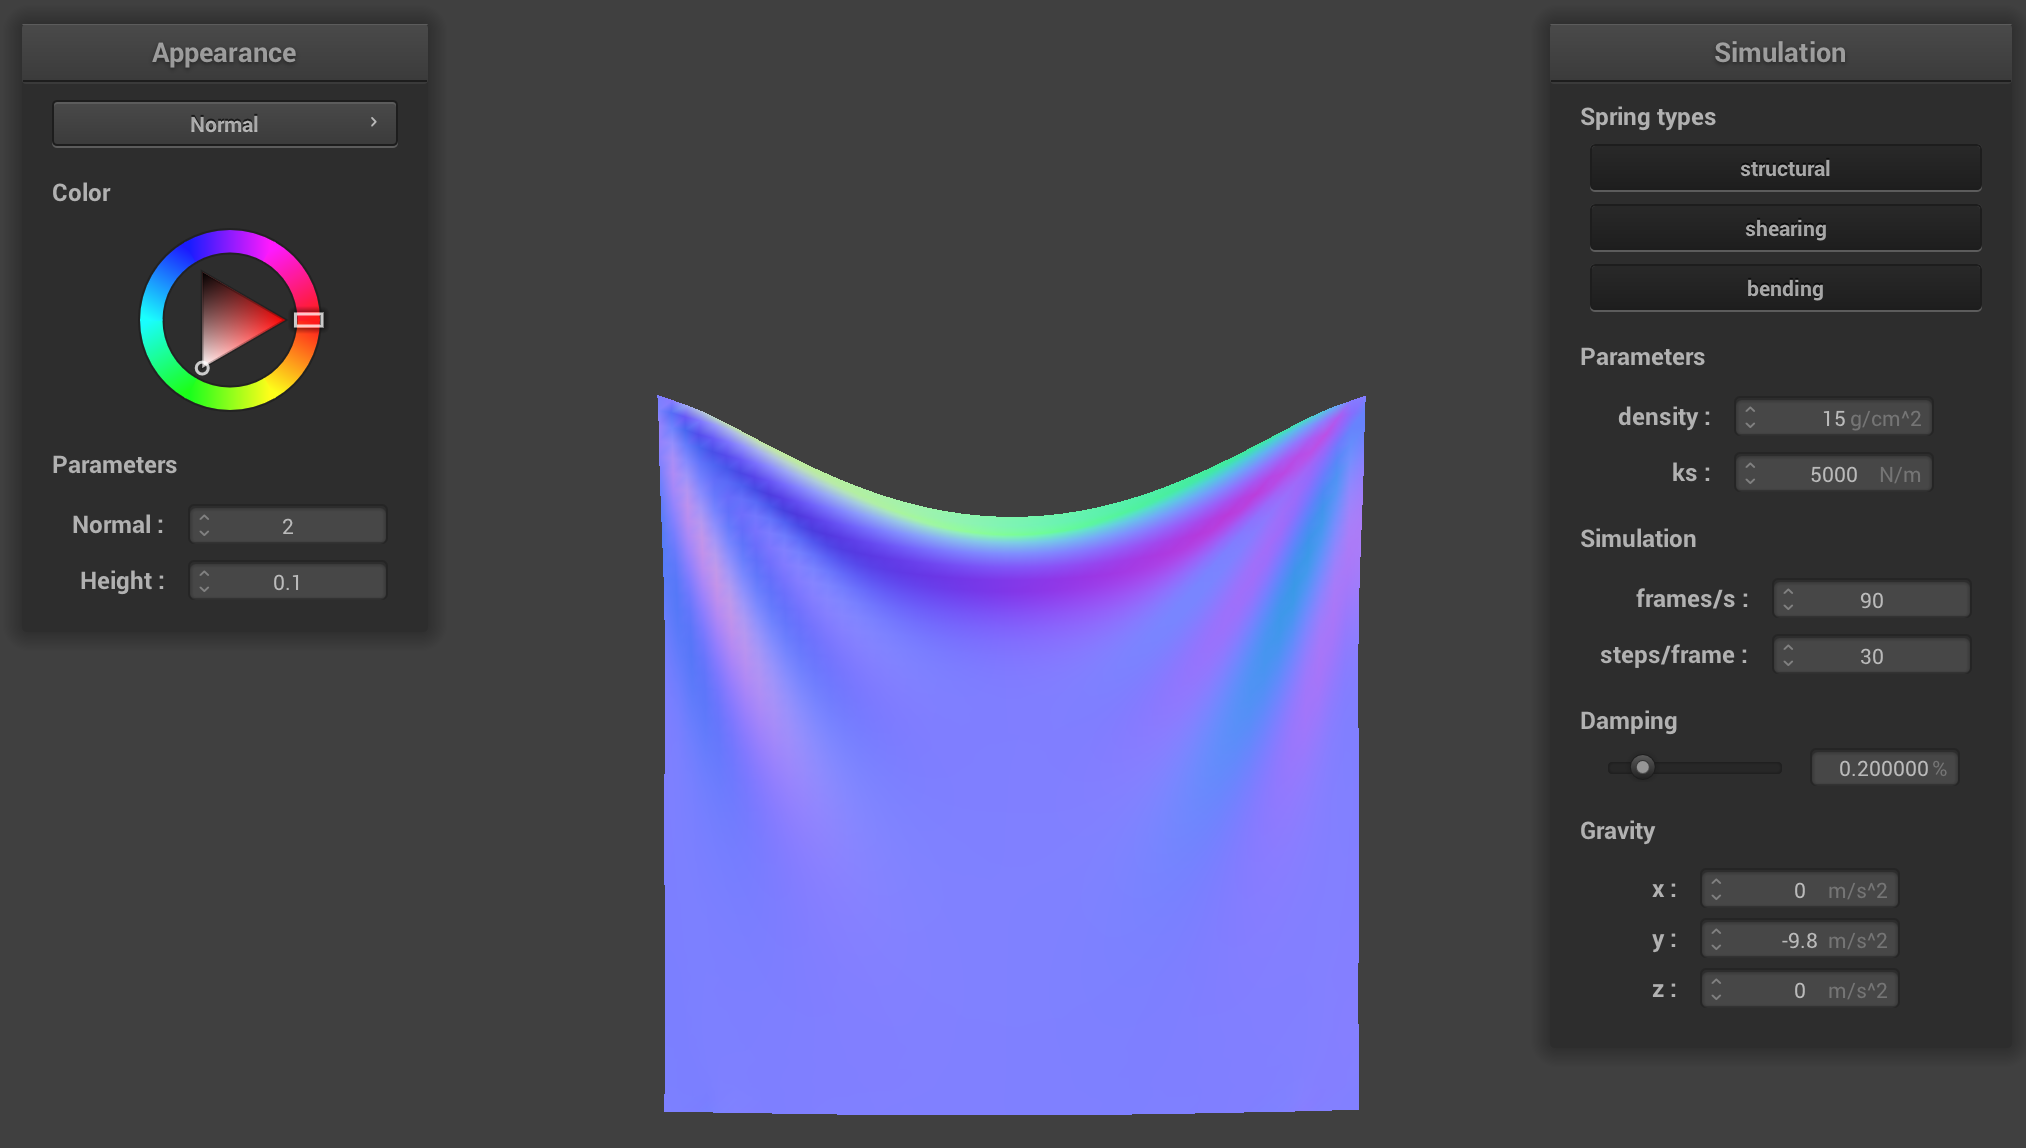 Appearance
Normal
Color
Parameters
Normal : 2
Height : 0.1
Simulation
Spring types
structural
shearing
bending
Parameters
density : 15 g/cm^2
ks : 5000 N/m
Simulation
frames/s : 90
steps/frame : 30
Damping
0.200000 %
Gravity
x : 0 m/s^2
y : -9.8 m/s^2
z : 0 m/s^2